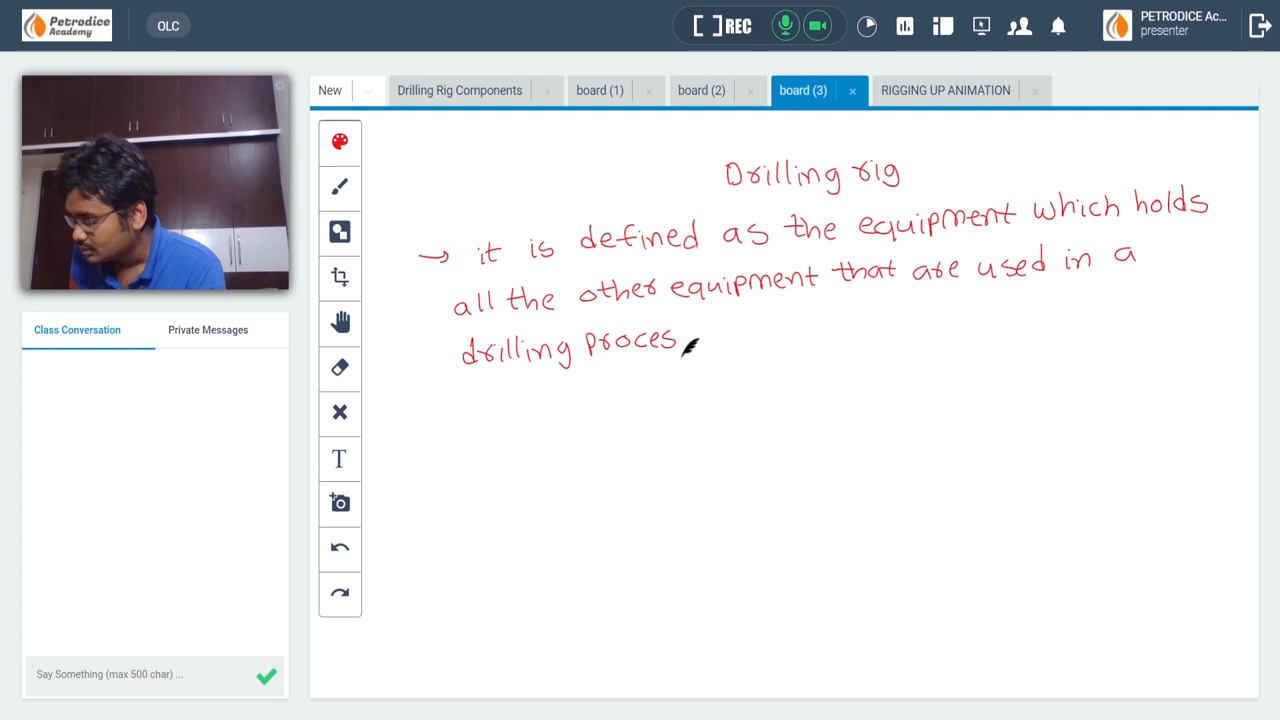 Petrodice
Academy
OLC
[ ] REC
PETRODICE Ac...
presenter
New
Drilling Rig Components
board (1)
board (2)
board (3)
RIGGING UP ANIMATION
Drilling rig
→ it is defined as the equipment which holds
all the other equipment that are used in a
drilling proces
T
Class Conversation
Private Messages
Say Something (max 500 char) ...